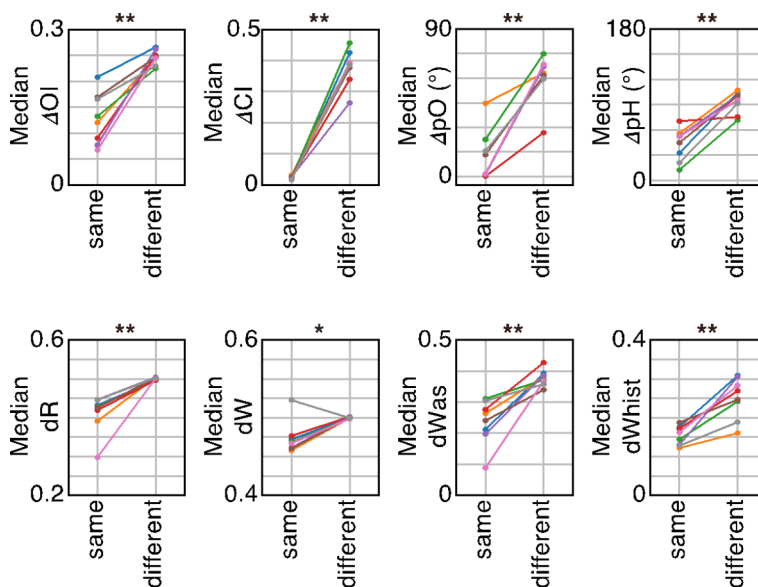 ** ** ** **
0.3 0.5 90 180
Median ΔOI Median ΔCI Median ΔpO (°) Median ΔpH (°)
0 0 0 0
same different same different same different same different
** * ** **
0.6 0.6 0.5 0.4
Median dR Median dW Median dWas Median dWhist
0.2 0.4 0 0
same different same different same different same different